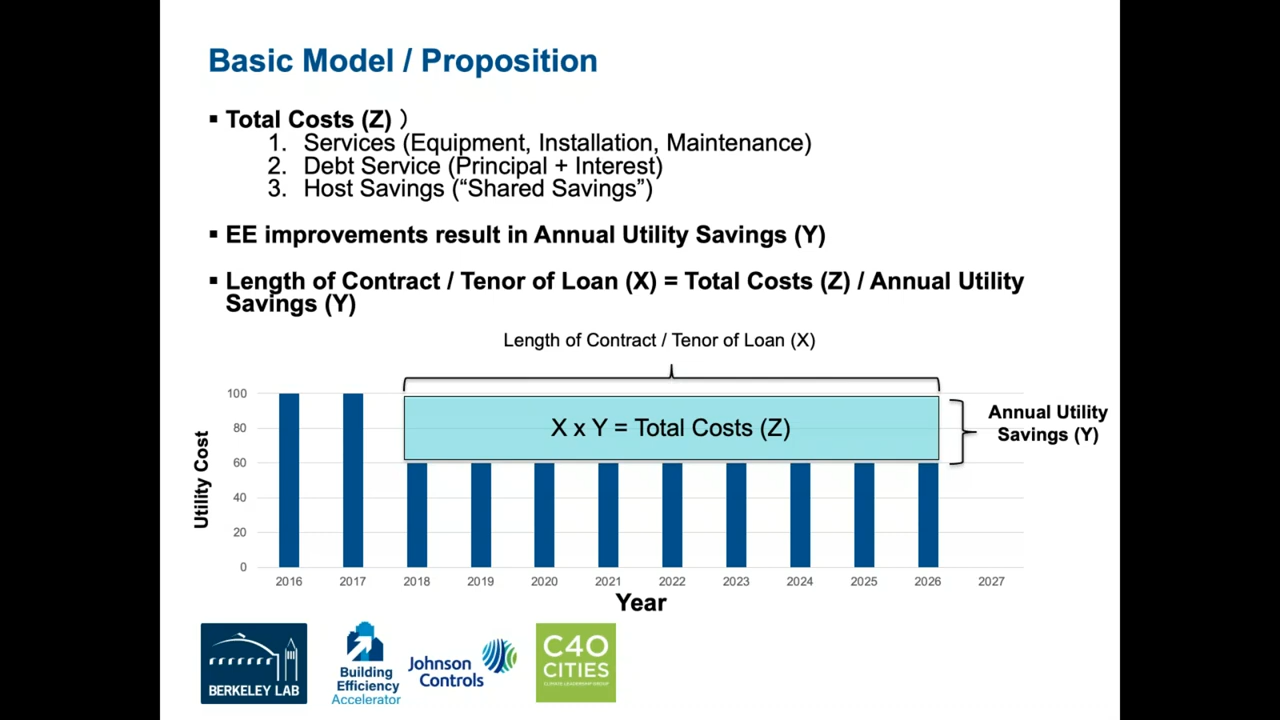 Basic Model / Proposition
▪ Total Costs (Z) ）
1. Services (Equipment, Installation, Maintenance)
2. Debt Service (Principal + Interest)
3. Host Savings (“Shared Savings”)
▪ EE improvements result in Annual Utility Savings (Y)
▪ Length of Contract / Tenor of Loan (X) = Total Costs (Z) / Annual Utility
Savings (Y)
Length of Contract / Tenor of Loan (X)
100
80
60
40
20
0
Utility Cost
X x Y = Total Costs (Z)
Annual Utility
Savings (Y)
2016 2017 2018 2019 2020 2021 2022 2023 2024 2025 2026 2027
Year
BERKELEY LAB
Building
Efficiency
Accelerator
Johnson
Controls
C40
CITIES